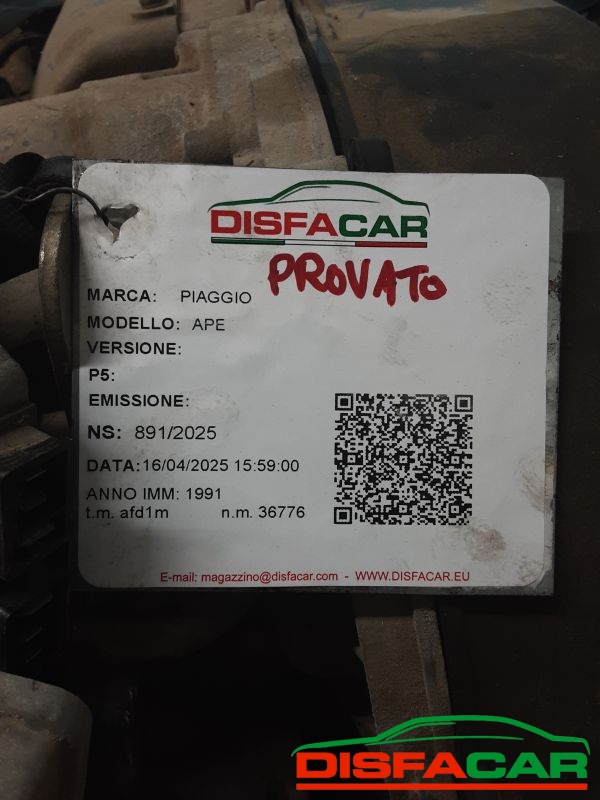 DISFACAR
PROVATO
MARCA: PIAGGIO
MODELLO: APE
VERSIONE:
P5:
EMISSIONE:
NS: 891/2025
DATA:16/04/2025 15:59:00
ANNO IMM: 1991
t.m. afd1m n.m. 36776
E-mail: magazzino@disfacar.com - WWW.DISFACAR.EU
DISFACAR